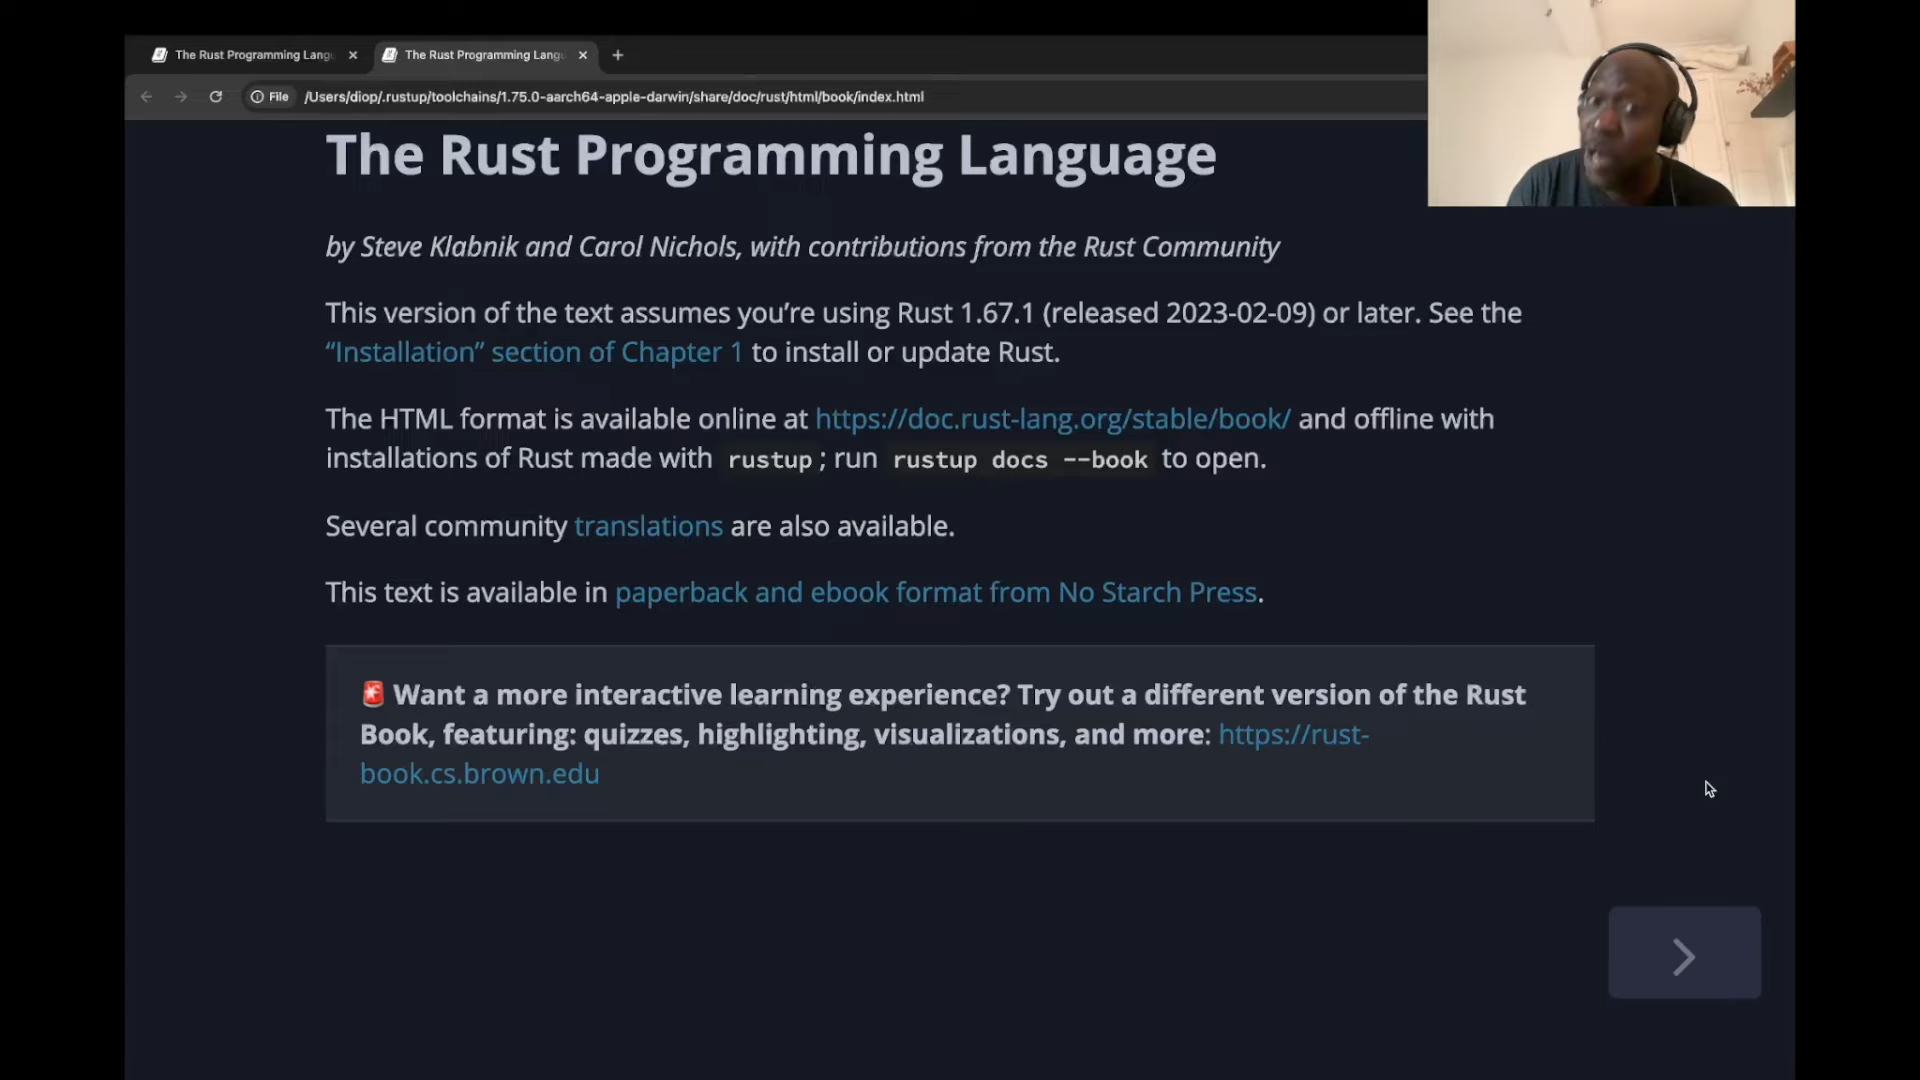 The Rust Programming Lang
The Rust Programming Lang
File
/Users/diop/.rustup/toolchains/1.75.0-aarch64-apple-darwin/share/doc/rust/html/book/index.html
The Rust Programming Language
by Steve Klabnik and Carol Nichols, with contributions from the Rust Community
This version of the text assumes you’re using Rust 1.67.1 (released 2023-02-09) or later. See the
“Installation” section of Chapter 1 to install or update Rust.
The HTML format is available online at https://doc.rust-lang.org/stable/book/ and offline with
installations of Rust made with rustup; run rustup docs --book to open.
Several community translations are also available.
This text is available in paperback and ebook format from No Starch Press.
🚨 Want a more interactive learning experience? Try out a different version of the Rust
Book, featuring: quizzes, highlighting, visualizations, and more: https://rust-
book.cs.brown.edu